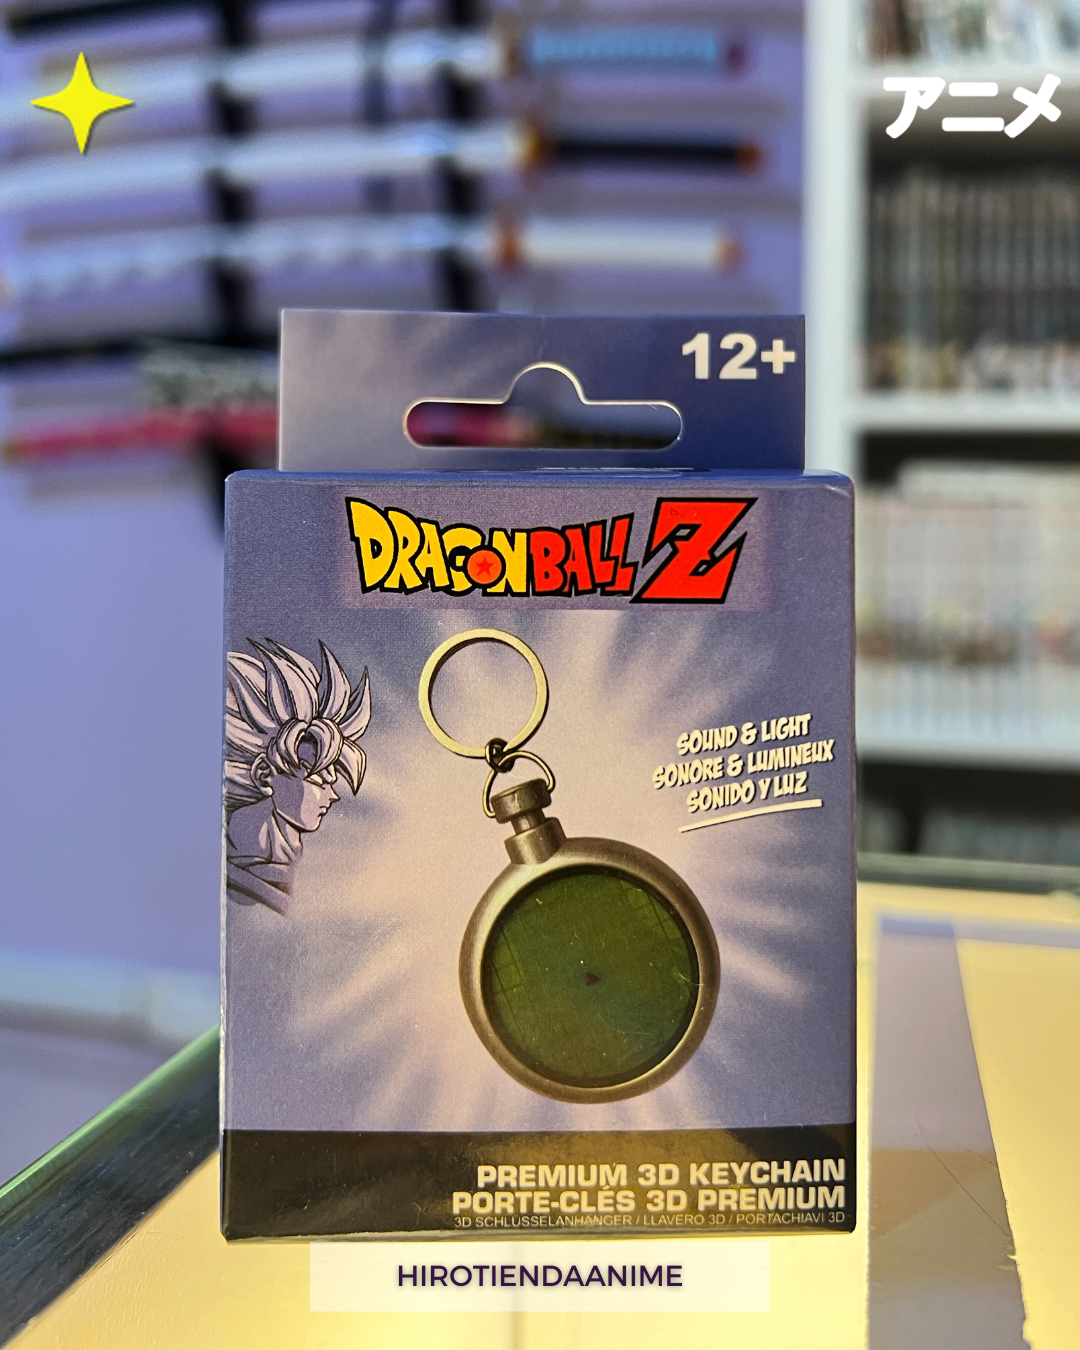 アニメ
12+
DRAGONBALL Z
SOUND & LIGHT
SONORE & LUMINEUX
SONIDO Y LUZ
PREMIUM 3D KEYCHAIN
PORTE-CLÉS 3D PREMIUM
3D SCHLÜSSELANHÄNGER / LLAVERO 3D / PORTACHIAVI 3D
HIROTIENDAANIME